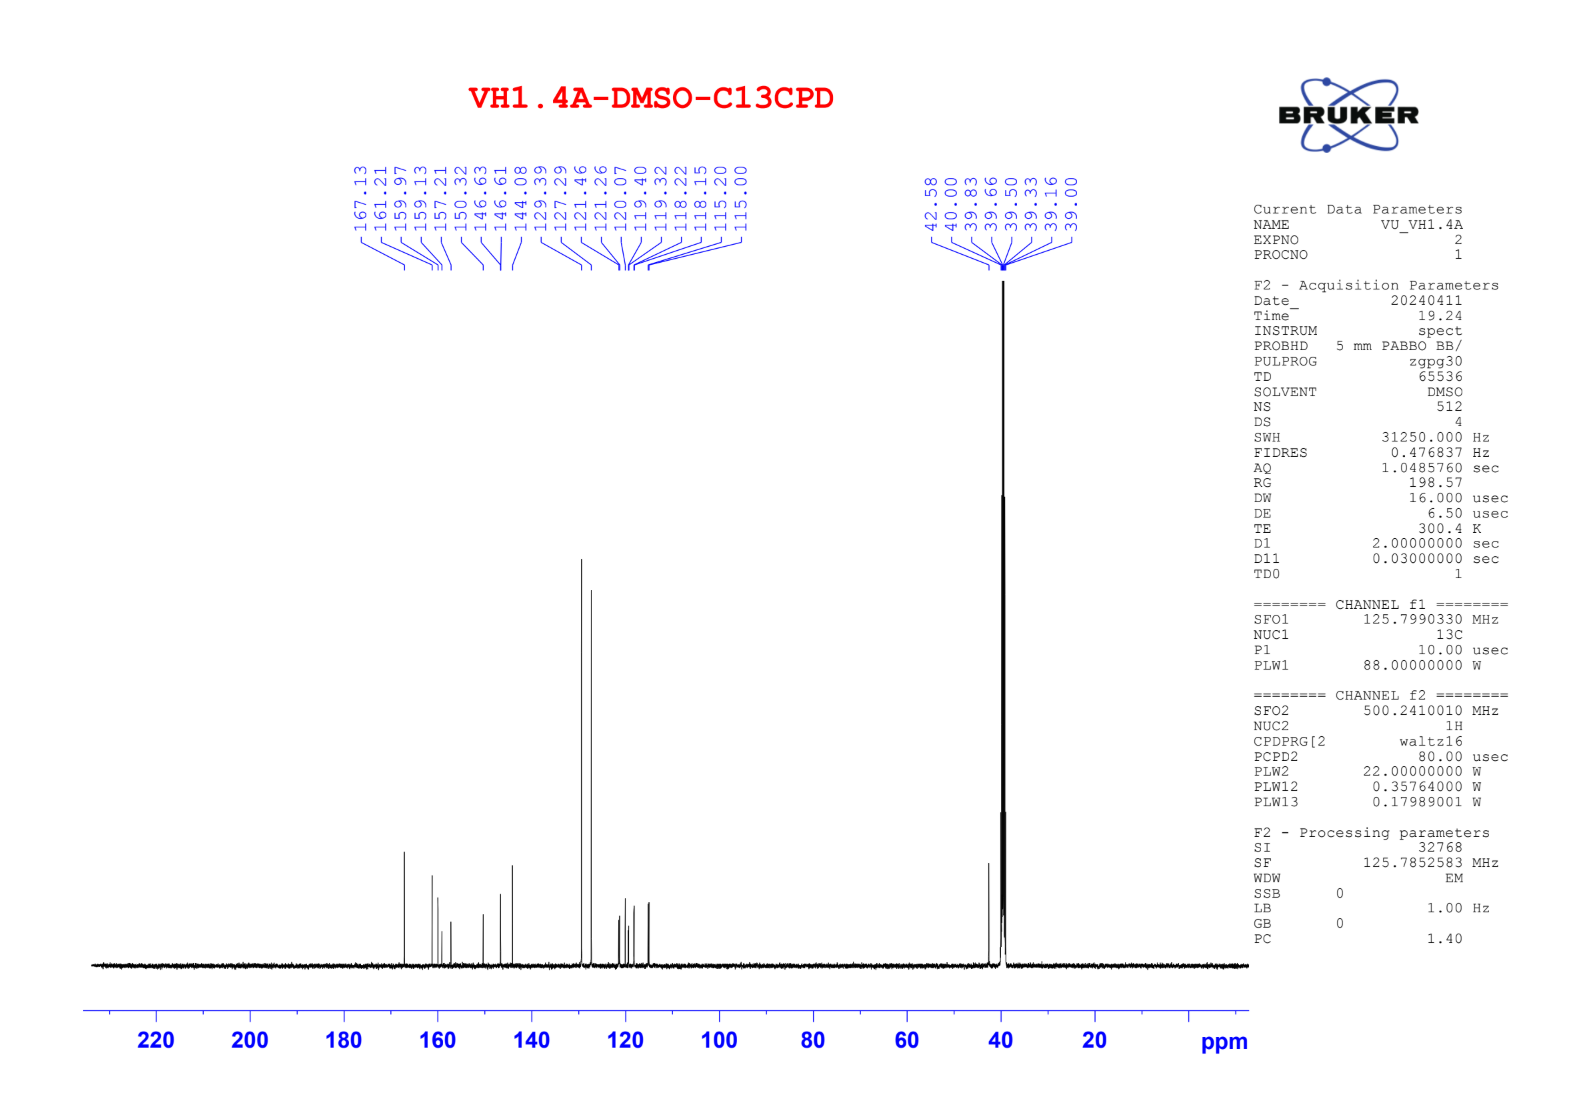 VH1.4A-DMSO-C13CPD
BRUKER
167.13
161.21
159.97
159.13
157.21
150.32
146.63
146.61
144.08
129.39
127.29
121.46
121.26
120.07
119.40
119.32
118.22
118.15
115.20
115.00
42.58
40.00
39.83
39.66
39.50
39.33
39.16
39.00
Current Data Parameters
NAME VU_VH1.4A
EXPNO 2
PROCNO 1
F2 - Acquisition Parameters
Date_ 20240411
Time 19.24
INSTRUM spect
PROBHD 5 mm PABBO BB/
PULPROG zgpg30
TD 65536
SOLVENT DMSO
NS 512
DS 4
SWH 31250.000 Hz
FIDRES 0.476837 Hz
AQ 1.0485760 sec
RG 198.57
DW 16.000 usec
DE 6.50 usec
TE 300.4 K
D1 2.00000000 sec
D11 0.03000000 sec
TD0 1
======== CHANNEL f1 ========
SFO1 125.7990330 MHz
NUC1 13C
P1 10.00 usec
PLW1 88.00000000 W
======== CHANNEL f2 ========
SFO2 500.2410010 MHz
NUC2 1H
CPDPRG[2 waltz16
PCPD2 80.00 usec
PLW2 22.00000000 W
PLW12 0.35764000 W
PLW13 0.17989001 W
F2 - Processing parameters
SI 32768
SF 125.7852583 MHz
WDW EM
SSB 0
LB 1.00 Hz
GB 0
PC 1.40
220 200 180 160 140 120 100 80 60 40 20 ppm